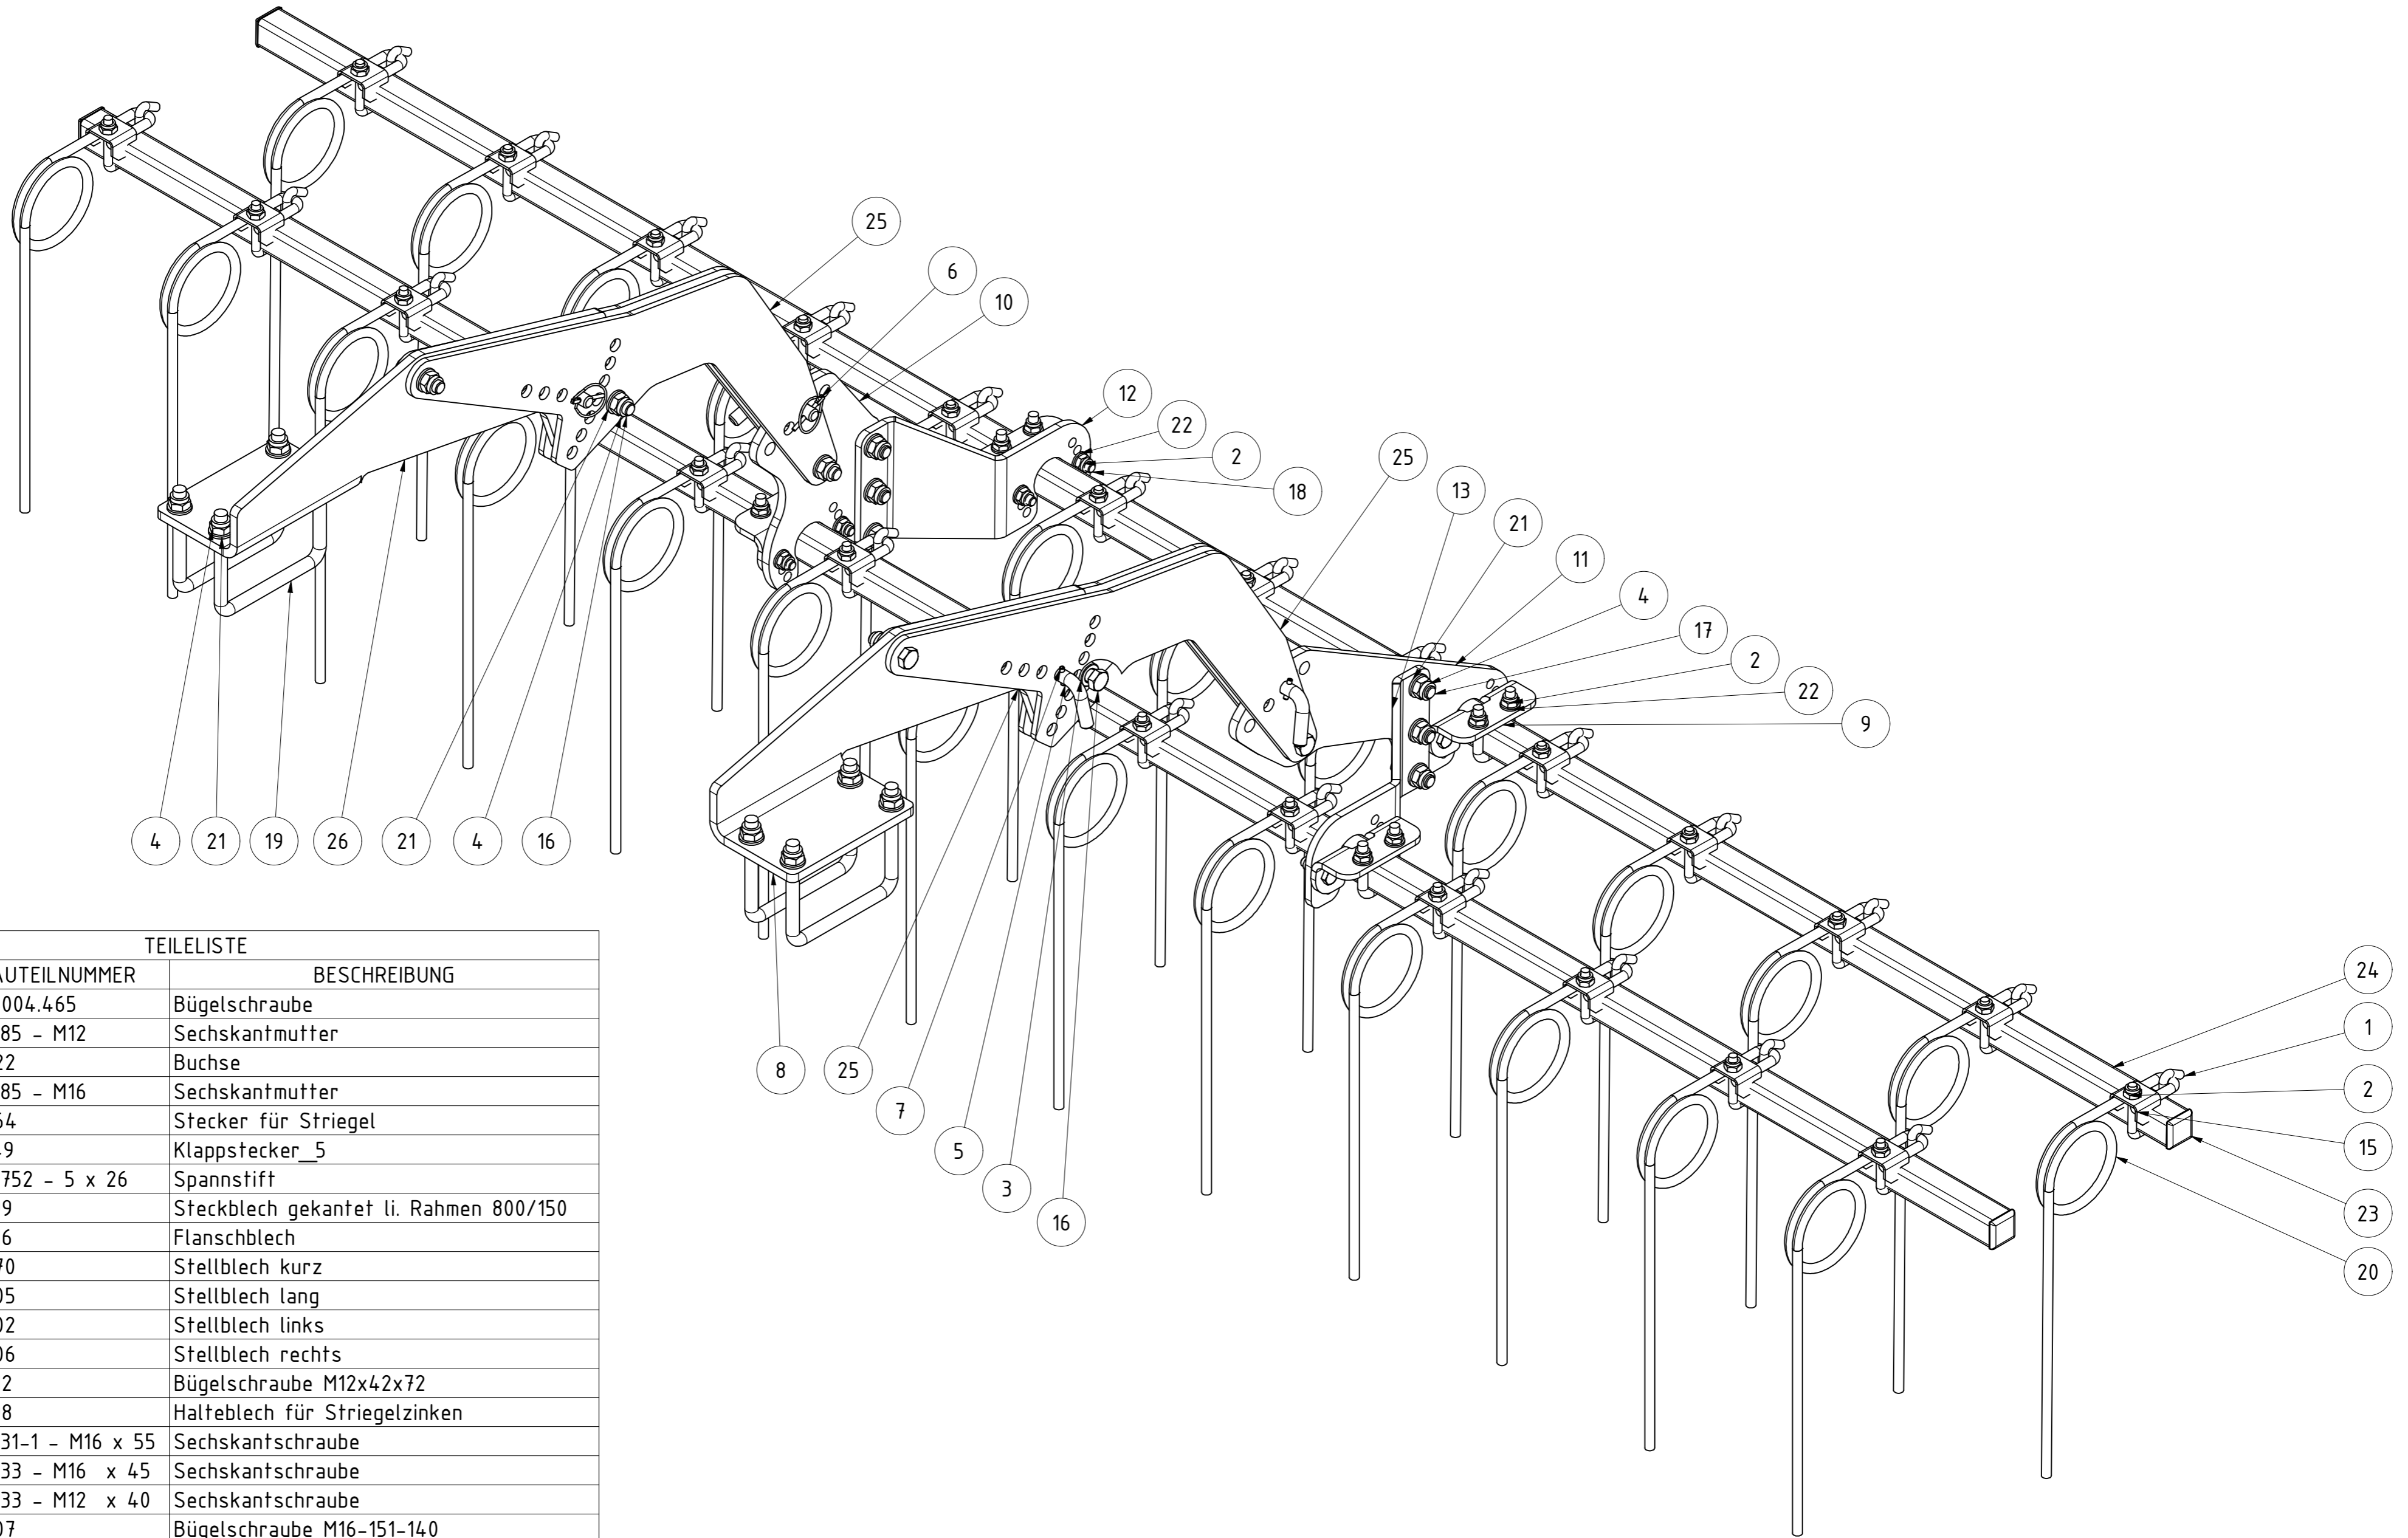 25
6
10
12
22
2
18
25
13
21
11
4
17
2
22
9
4
21
19
26
21
4
16
24
1
2
15
23
20
8
25
7
5
3
16
TEILELISTE
AUTEILNUMMER BESCHREIBUNG
004.465 Bügelschraube
85 - M12 Sechskantmutter
22 Buchse
85 - M16 Sechskantmutter
64 Stecker für Striegel
49 Klappstecker_5
752 - 5 x 26 Spannstift
9 Steckblech gekantet li. Rahmen 800/150
6 Flanschblech
70 Stellblech kurz
05 Stellblech lang
02 Stellblech links
06 Stellblech rechts
2 Bügelschraube M12x42x72
8 Halteblech für Striegelzinken
31-1 - M16 x 55 Sechskantschraube
33 - M16 x 45 Sechskantschraube
33 - M12 x 40 Sechskantschraube
07 Bügelschraube M16-151-140